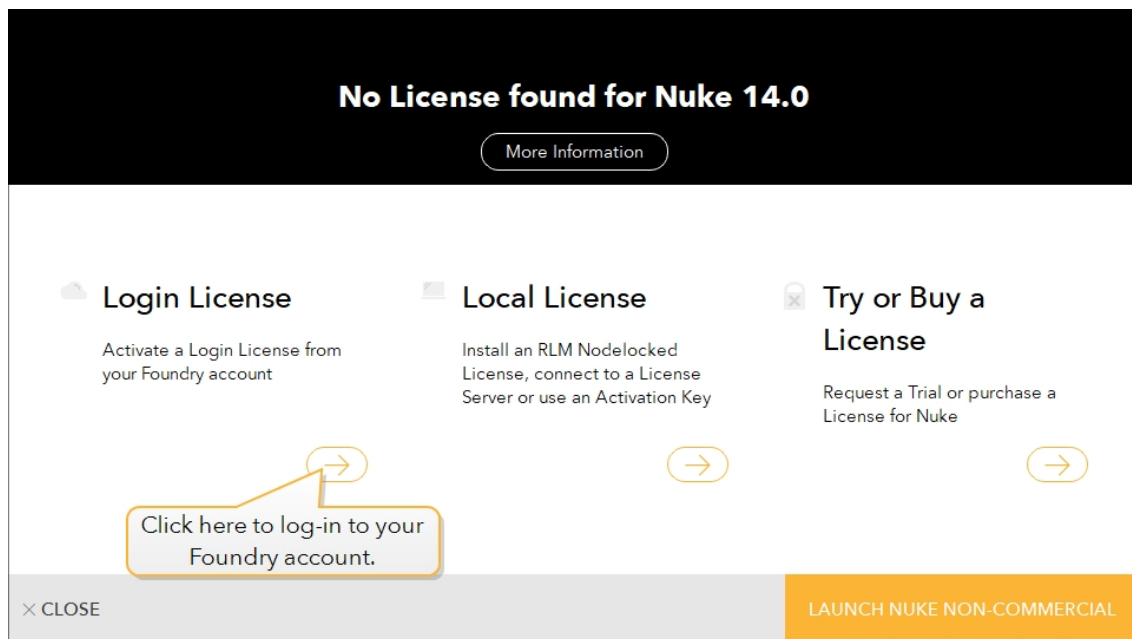 No License found for Nuke 14.0
More Information
Login License
Activate a Login License from
your Foundry account
Local License
Install an RLM Nodelocked
License, connect to a License
Server or use an Activation Key
Try or Buy a
License
Request a Trial or purchase a
License for Nuke
Click here to log-in to your
Foundry account.
CLOSE
LAUNCH NUKE NON-COMMERCIAL